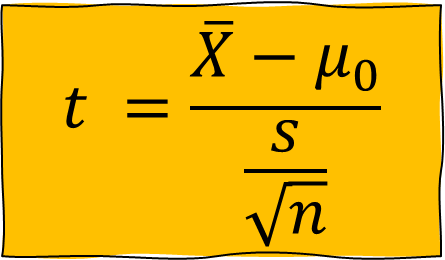 t = (X̄ − μ₀) / (s / √n)